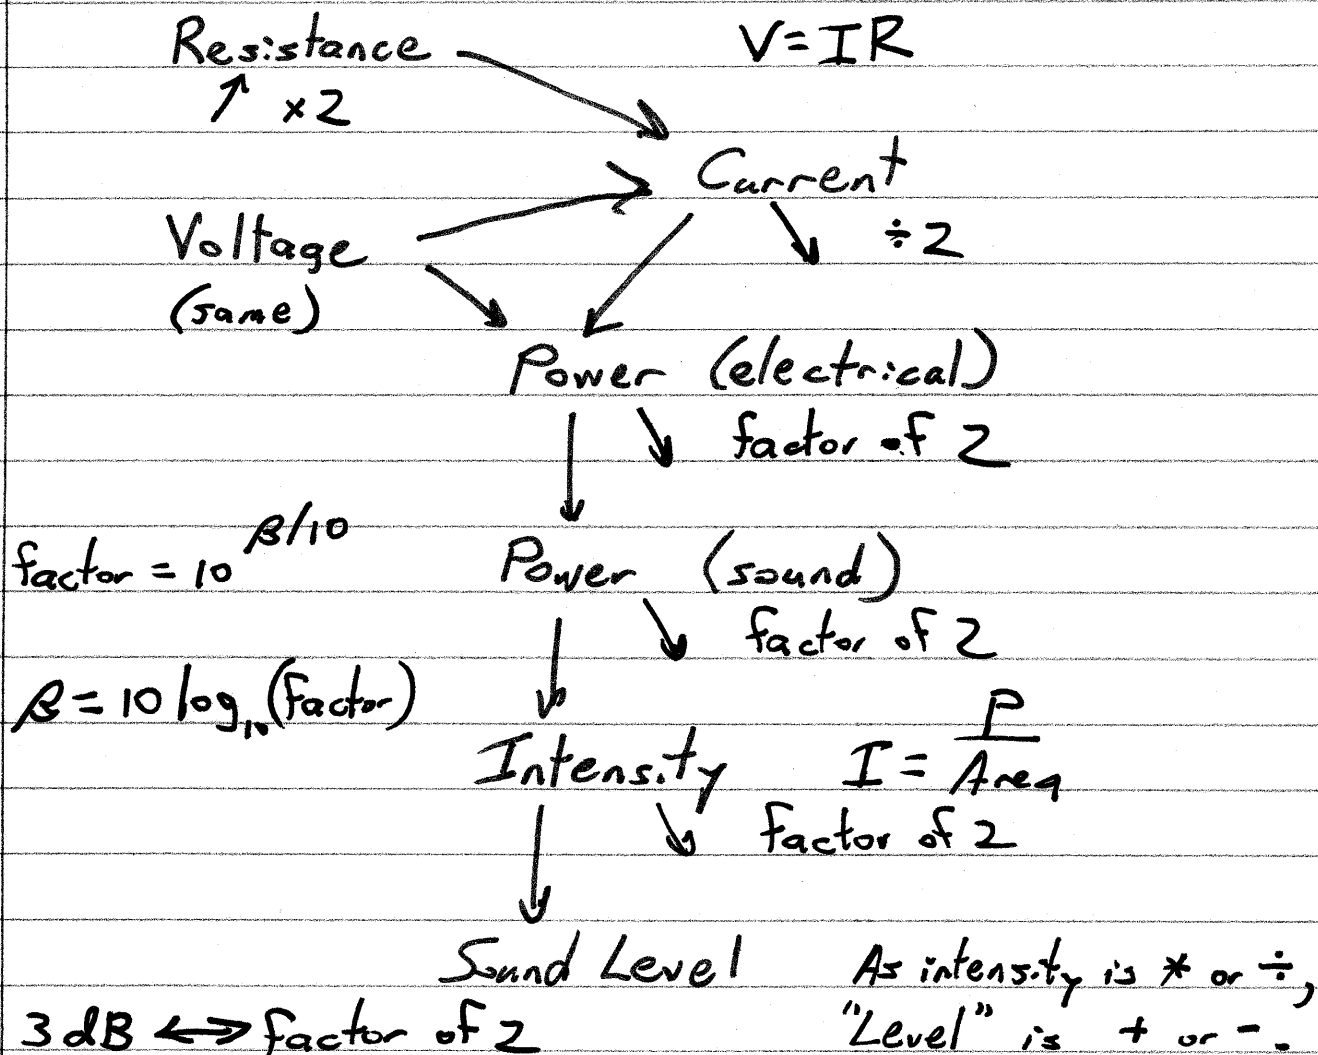 Resistance V=IR
↗ ×2
Current
÷2
Voltage
(same)
Power (electrical)
factor of 2
factor = 10^β/10
Power (sound)
factor of 2
β = 10 log₁₀(factor)
Intensity I = P/Area
factor of 2
Sound Level As intensity is * or ÷,
3 dB ⟷ factor of 2 "Level" is + or -.